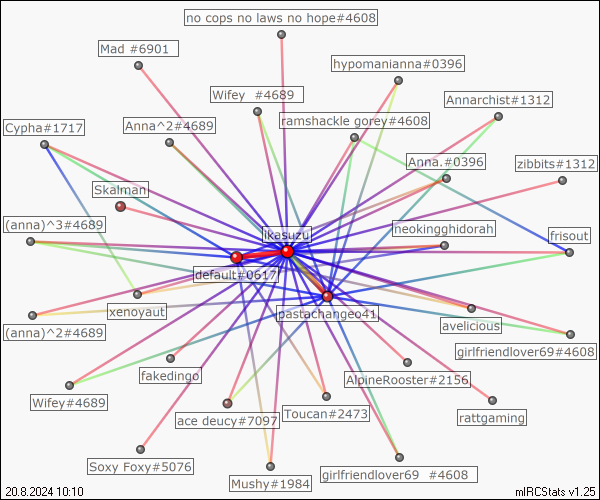 no cops no laws no hope#4608
Mad #6901
hypomanianna#0396
Wifey  #4689
Annarchist#1312
ramshackle gorey#4608
Cypha#1717
Anna^2#4689
Anna.#0396
zibbits#1312
Skalman
(anna)^3#4689
ikasuzu
neokingghidorah
frisout
default#0617
xenoyaut
pastachangeo41
avelicious
(anna)^2#4689
girlfriendlover69#4608
fakedingo
AlpineRooster#2156
Wifey#4689
ace deucy#7097
Toucan#2473
rattgaming
Soxy Foxy#5076
Mushy#1984
girlfriendlover69  #4608
20.8.2024 10:10
mIRCStats v1.25